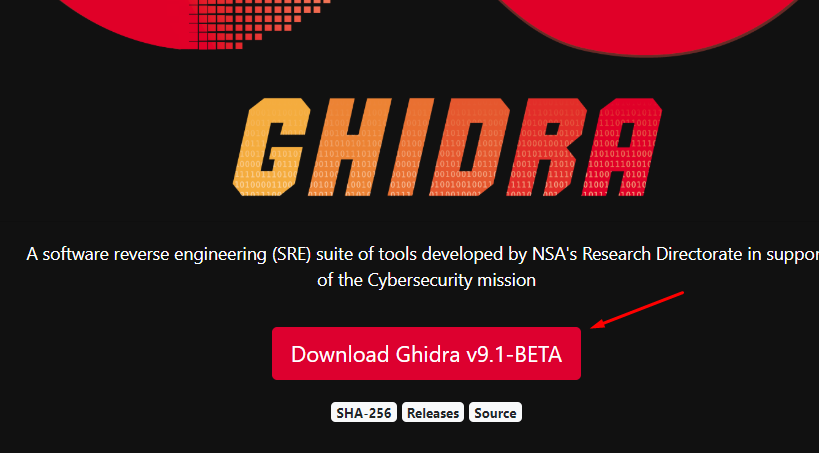 GHIDRA
A software reverse engineering (SRE) suite of tools developed by NSA's Research Directorate in suppor
of the Cybersecurity mission
Download Ghidra v9.1-BETA
SHA-256 Releases Source